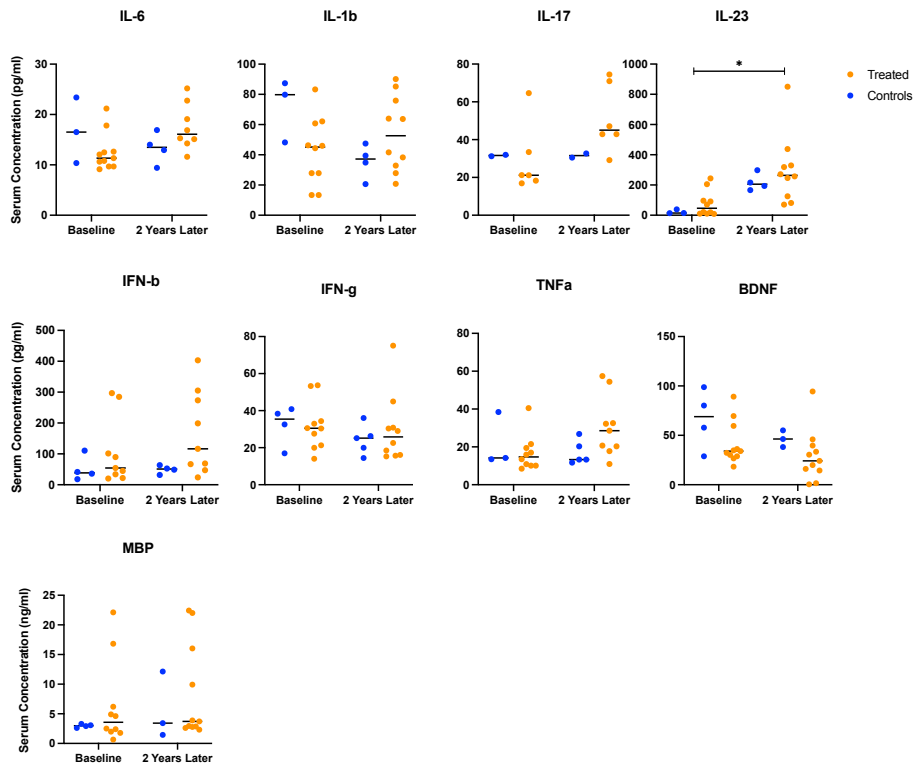 IL-6
IL-1b
IL-17
IL-23
Serum Concentration (pg/ml)
30
20
10
0
Baseline
2 Years Later
100
80
60
40
20
0
Baseline
2 Years Later
80
60
40
20
0
Baseline
2 Years Later
1000
800
600
400
200
0
*
Baseline
2 Years Later
Treated
Controls
IFN-b
IFN-g
TNFa
BDNF
Serum Concentration (pg/ml)
500
400
300
200
100
0
Baseline
2 Years Later
80
60
40
20
0
Baseline
2 Years Later
80
60
40
20
0
Baseline
2 Years Later
150
100
50
0
Baseline
2 Years Later
MBP
Serum Concentration (ng/ml)
25
20
15
10
5
0
Baseline
2 Years Later